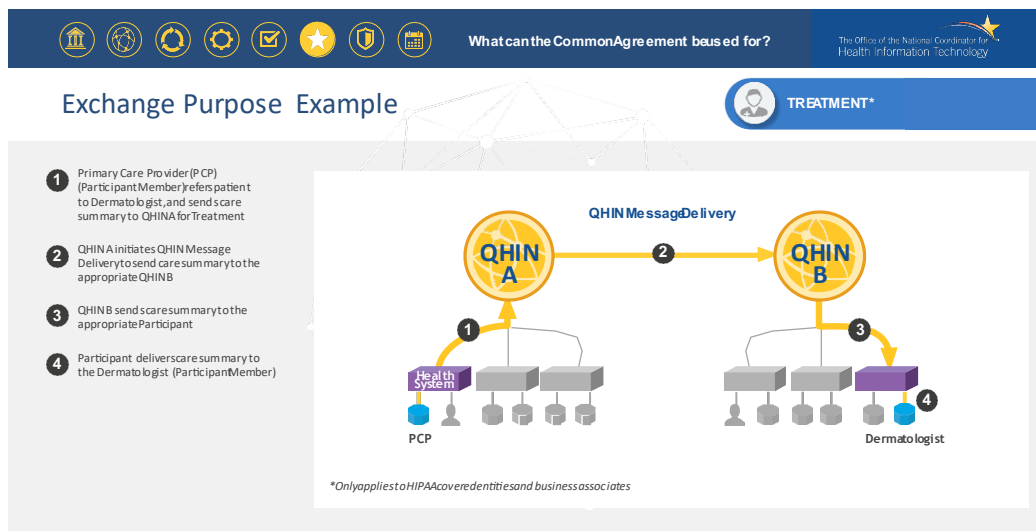 What can the Common Agreement be used for?
The Office of the National Coordinator for
Health Information Technology
Exchange Purpose Example
TREATMENT*
1
Primary Care Provider (PCP)
(Participant Member) refers patient
to Dermatologist, and sends care
summary to QHIN A for Treatment
2
QHIN A initiates QHIN Message
Delivery to send care summary to the
appropriate QHIN B
3
QHIN B sends care summary to the
appropriate Participant
4
Participant delivers care summary to
the Dermatologist (Participant Member)
QHIN Message Delivery
QHIN
A
2
QHIN
B
1
3
Health
System
4
PCP
Dermatologist
*Only applies to HIPAA covered entities and business associates